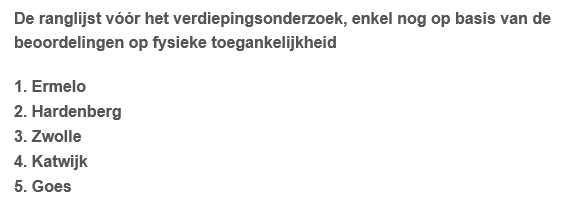 De ranglijst vóór het verdiepingsonderzoek, enkel nog op basis van de
beoordelingen op fysieke toegankelijkheid
1. Ermelo
2. Hardenberg
3. Zwolle
4. Katwijk
5. Goes